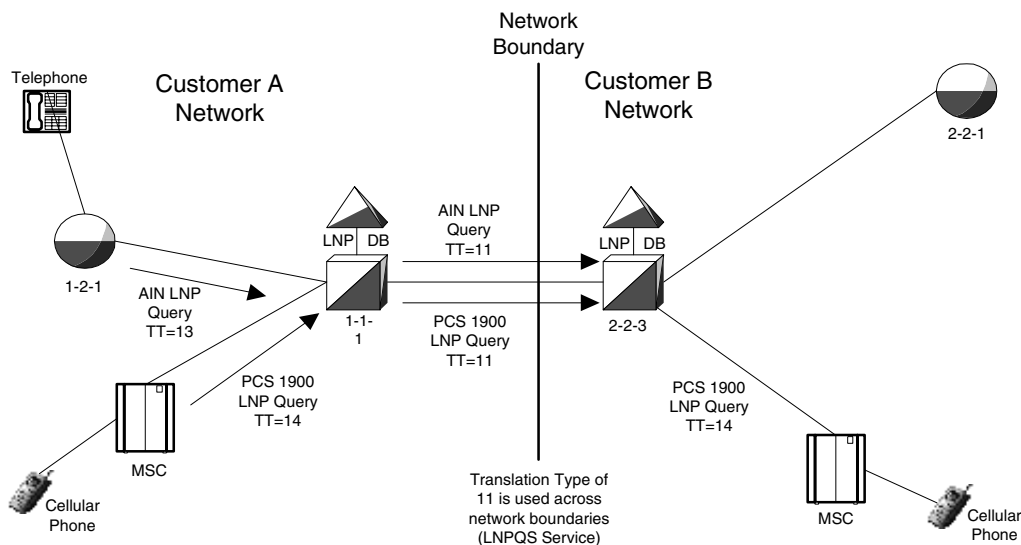 Network
Boundary
Telephone
Customer A
Network
Customer B
Network
2-2-1
LNP DB
AIN LNP
Query
TT=11
LNP DB
1-2-1
AIN LNP
Query
TT=13
1-1-
1
PCS 1900
LNP Query
TT=11
2-2-3
PCS 1900
LNP Query
TT=14
PCS 1900
LNP Query
TT=14
MSC
Cellular
Phone
Translation Type of
11 is used across
network boundaries
(LNPQS Service)
MSC
Cellular
Phone